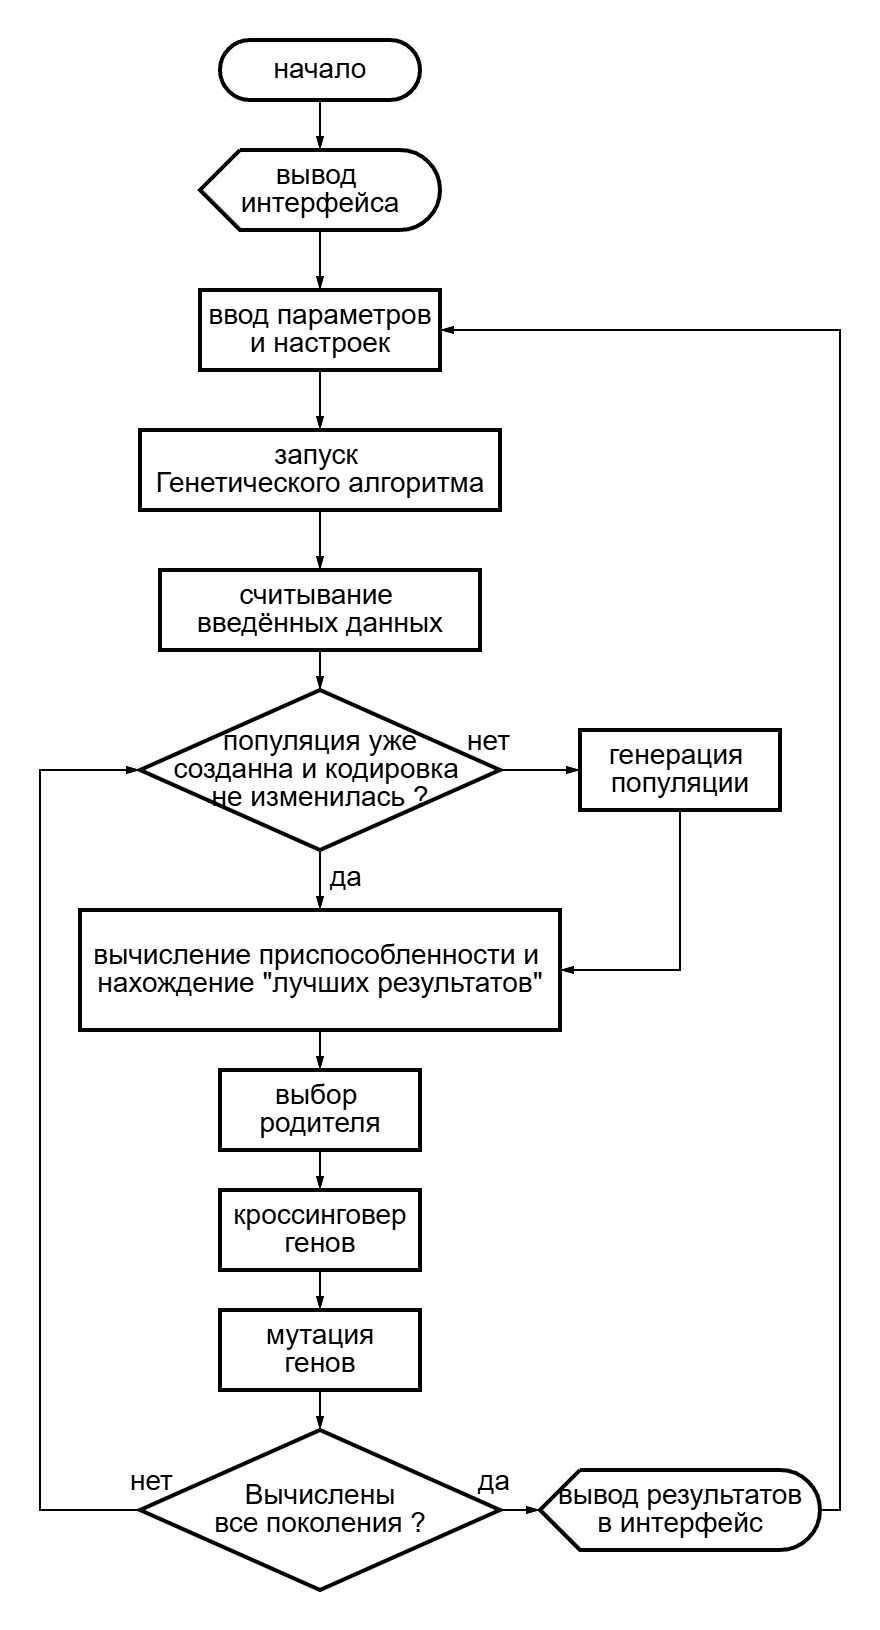 начало
вывод
интерфейса
ввод параметров
и настроек
запуск
Генетического алгоритма
считывание
введённых данных
популяция уже
созданна и кодировка
не изменилась ?
нет
генерация
популяции
да
вычисление приспособленности и
нахождение "лучших результатов"
выбор
родителя
кроссинговер
генов
мутация
генов
нет
Вычислены
все поколения ?
да
вывод результатов
в интерфейс